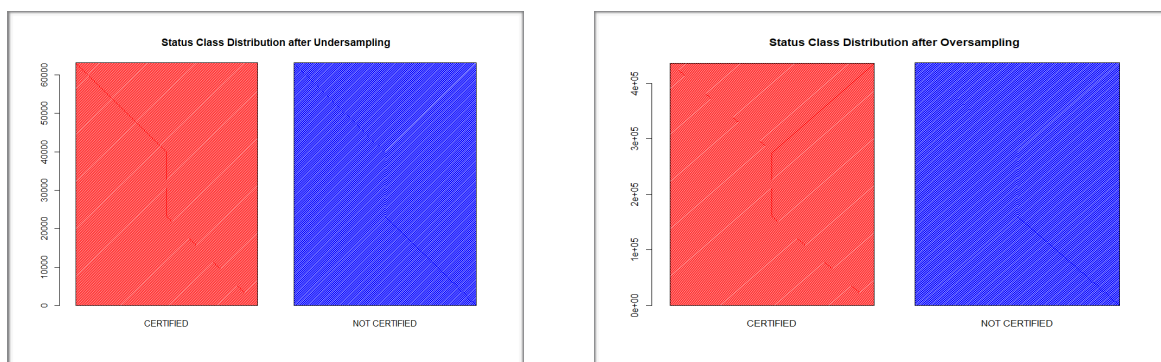 Status Class Distribution after Undersampling
60000
50000
40000
30000
20000
10000
0
CERTIFIED
NOT CERTIFIED
Status Class Distribution after Oversampling
4e+05
3e+05
2e+05
1e+05
0e+00
CERTIFIED
NOT CERTIFIED